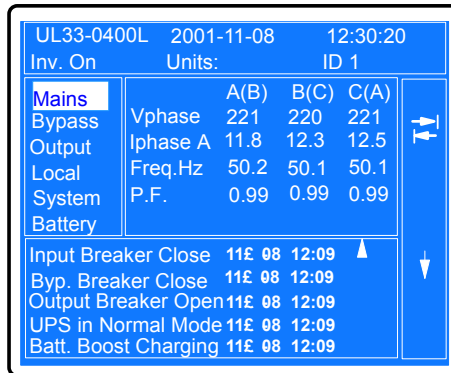 UL33-0400L 2001-11-08 12:30:20
Inv. On Units: ID 1
Mains
Bypass
Output
Local
System
Battery
A(B) B(C) C(A)
Vphase 221 220 221
Iphase A 11.8 12.3 12.5
Freq.Hz 50.2 50.1 50.1
P.F. 0.99 0.99 0.99
Input Breaker Close 11£ 08 12:09
Byp. Breaker Close 11£ 08 12:09
Output Breaker Open 11£ 08 12:09
UPS in Normal Mode 11£ 08 12:09
Batt. Boost Charging 11£ 08 12:09